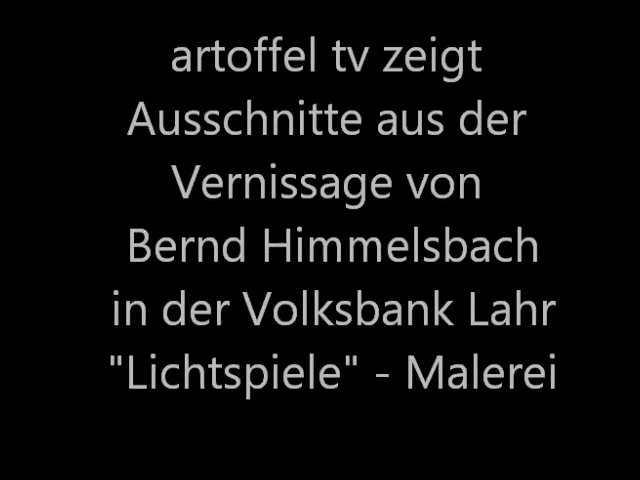 artoffel tv zeigt
Ausschnitte aus der
Vernissage von
Bernd Himmelsbach
in der Volksbank Lahr
"Lichtspiele" - Malerei